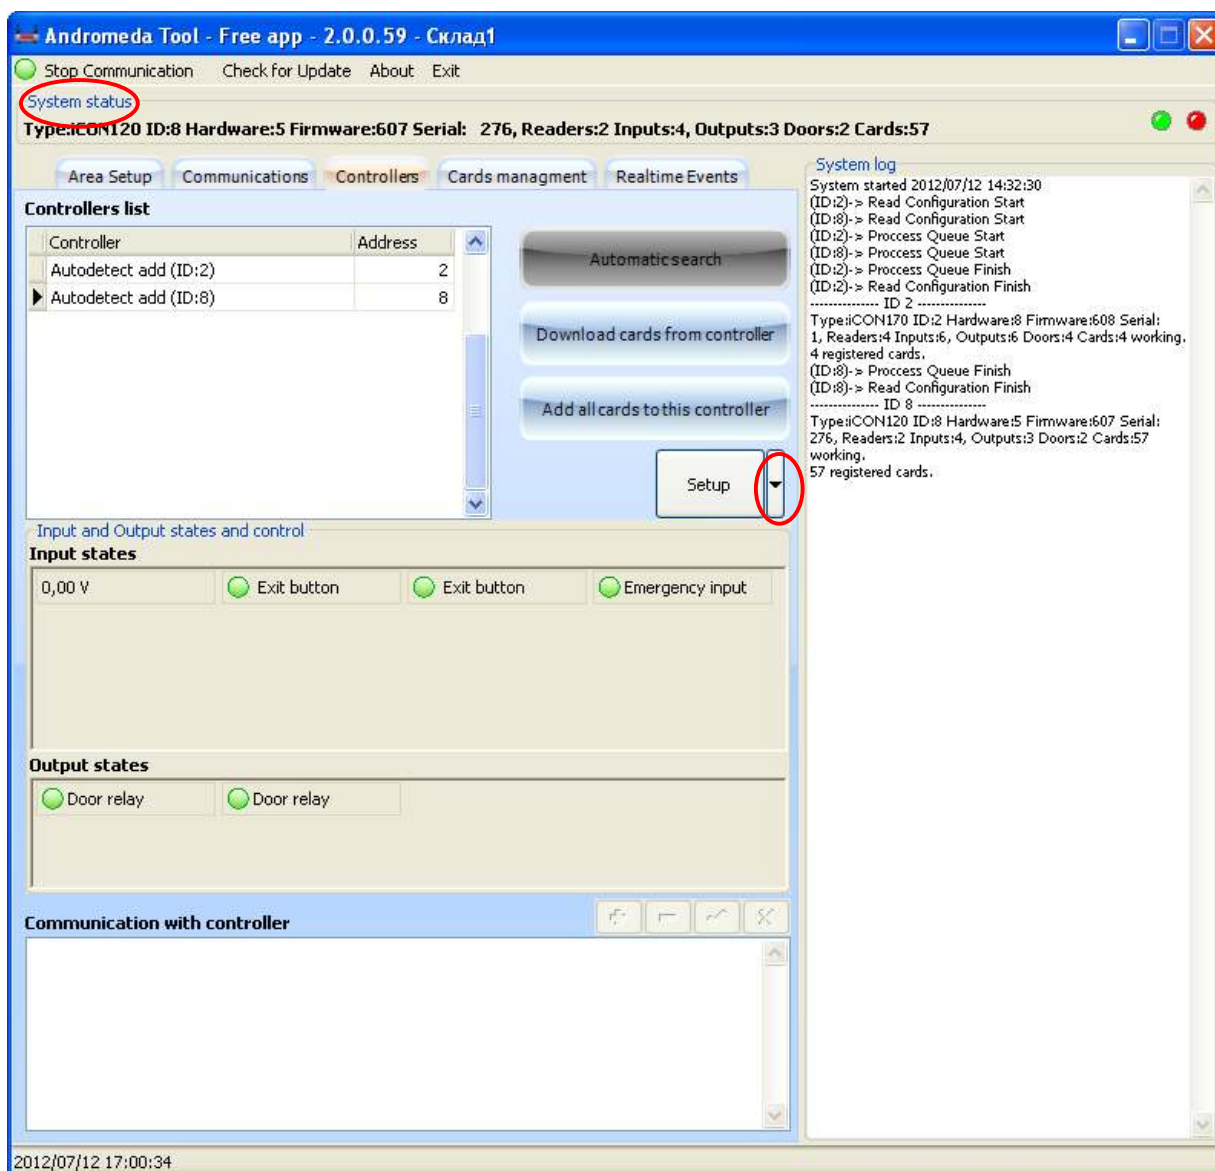 Andromeda Tool - Free app - 2.0.0.59 - Склад1
Stop Communication Check for Update About Exit
System status
Type:iCON120 ID:8 Hardware:5 Firmware:607 Serial: 276, Readers:2 Inputs:4, Outputs:3 Doors:2 Cards:57
Area Setup Communications Controllers Cards managment Realtime Events
Controllers list
Controller Address
Autodetect add (ID:2) 2
Autodetect add (ID:8) 8
Automatic search
Download cards from controller
Add all cards to this controller
Setup
Input and Output states and control
Input states
0,00 V Exit button Exit button Emergency input
Output states
Door relay Door relay
Communication with controller
System log
System started 2012/07/12 14:32:30
(ID:2)-> Read Configuration Start
(ID:8)-> Read Configuration Start
(ID:2)-> Proccess Queue Start
(ID:8)-> Proccess Queue Start
(ID:2)-> Proccess Queue Finish
(ID:2)-> Read Configuration Finish
--------------- ID 2 ---------------
Type:iCON170 ID:2 Hardware:8 Firmware:608 Serial:
1, Readers:4 Inputs:6, Outputs:6 Doors:4 Cards:4 working.
4 registered cards.
(ID:8)-> Proccess Queue Finish
(ID:8)-> Read Configuration Finish
--------------- ID 8 ---------------
Type:iCON120 ID:8 Hardware:5 Firmware:607 Serial:
276, Readers:2 Inputs:4, Outputs:3 Doors:2 Cards:57
working.
57 registered cards.
2012/07/12 17:00:34